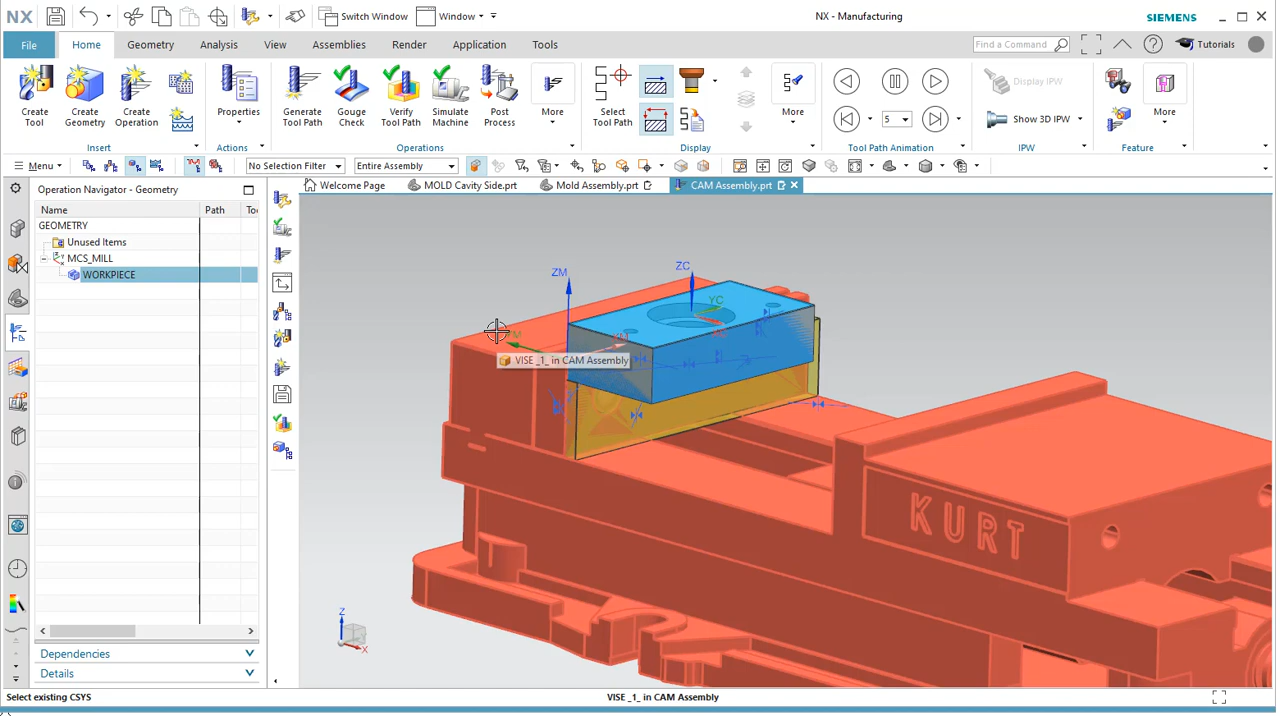 NX
Switch Window
Window
NX - Manufacturing
SIEMENS
File
Home
Geometry
Analysis
View
Assemblies
Render
Application
Tools
Find a Command
Tutorials
Create Tool
Create Geometry
Create Operation
Properties
Generate Tool Path
Gouge Check
Verify Tool Path
Simulate Machine
Post Process
More
Select Tool Path
More
5
Display IPW
Show 3D IPW
More
Insert
Actions
Operations
Display
Tool Path Animation
IPW
Feature
Menu
No Selection Filter
Entire Assembly
Operation Navigator - Geometry
Welcome Page
MOLD Cavity Side.prt
Mold Assembly.prt
CAM Assembly.prt
Name
Path
GEOMETRY
Unused Items
MCS_MILL
WORKPIECE
ZM
ZC
YC
VISE _1_ in CAM Assembly
KURT
Z
X
Dependencies
Details
Select existing CSYS
VISE _1_ in CAM Assembly